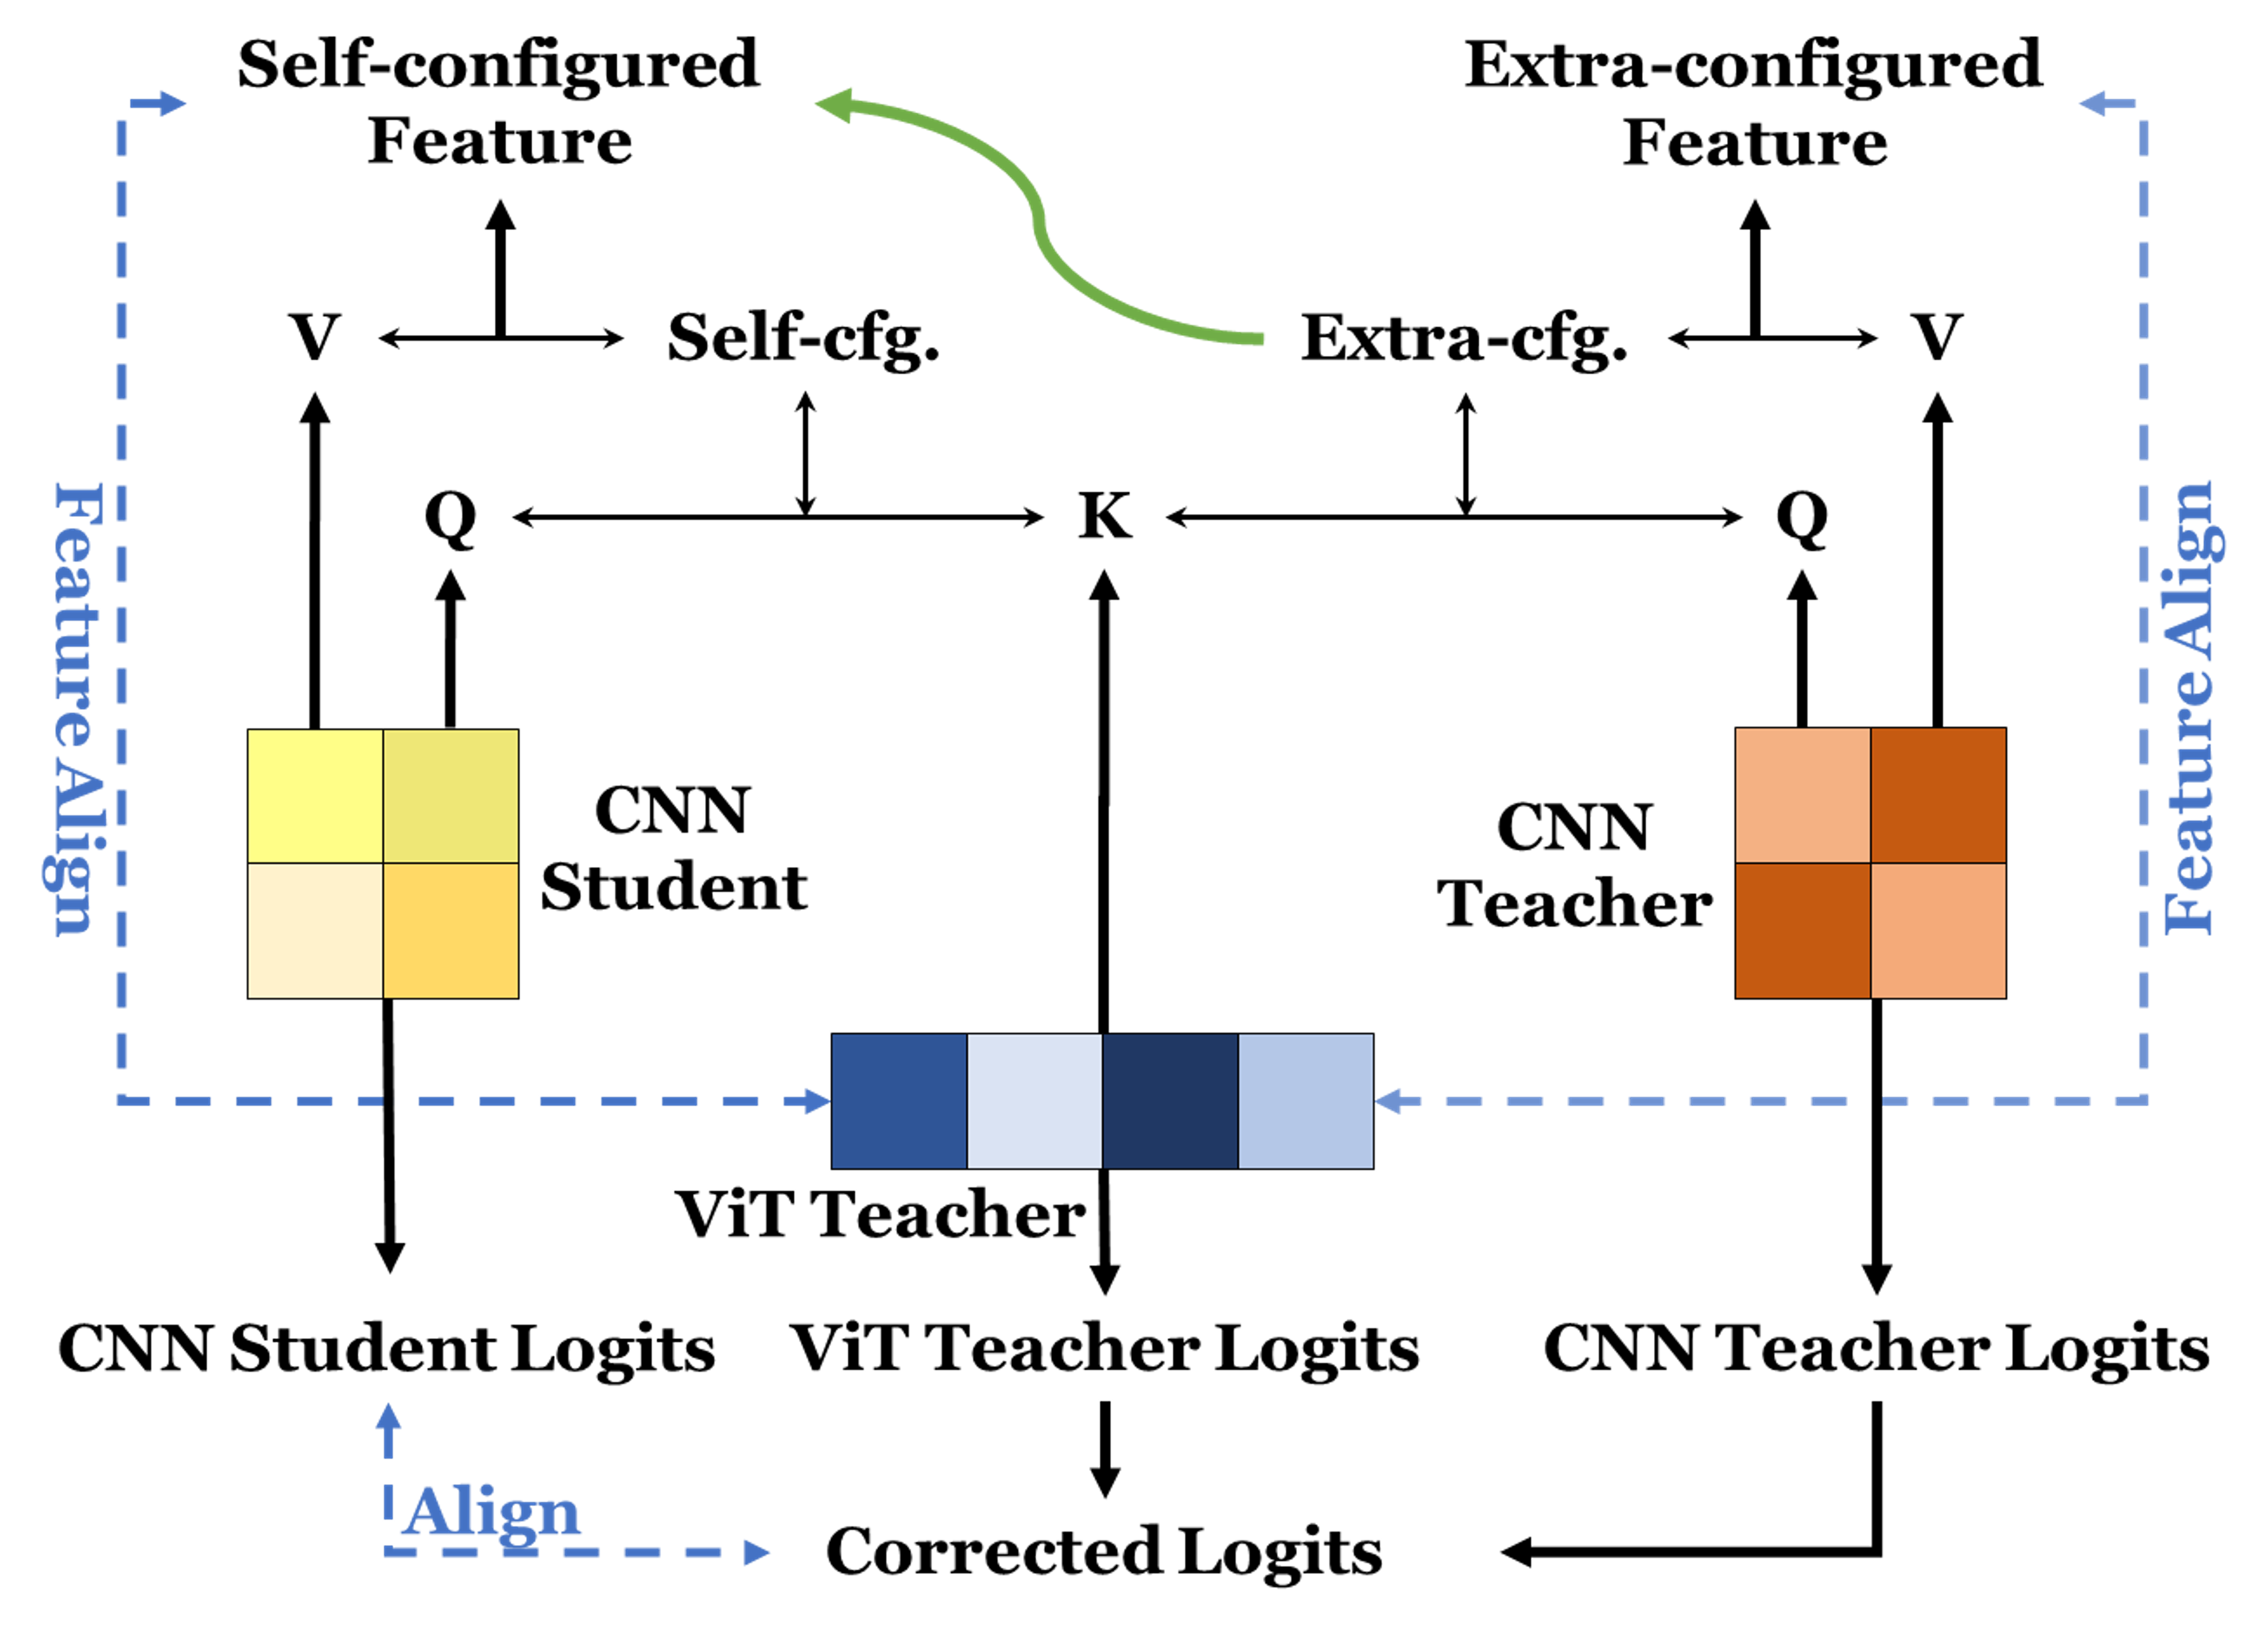 Self-configured
Feature
Extra-configured
Feature
V
Self-cfg.
Extra-cfg.
V
Q
K
Q
Feature Align
Feature Align
CNN
Student
CNN
Teacher
ViT Teacher
CNN Student Logits
ViT Teacher Logits
CNN Teacher Logits
Align
Corrected Logits